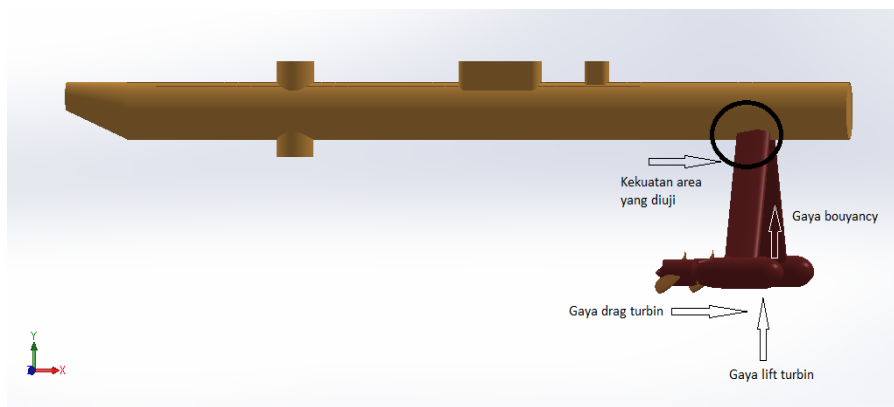 Kekuatan area
yang diuji
Gaya bouyancy
Gaya drag turbin
Gaya lift turbin
Y
X